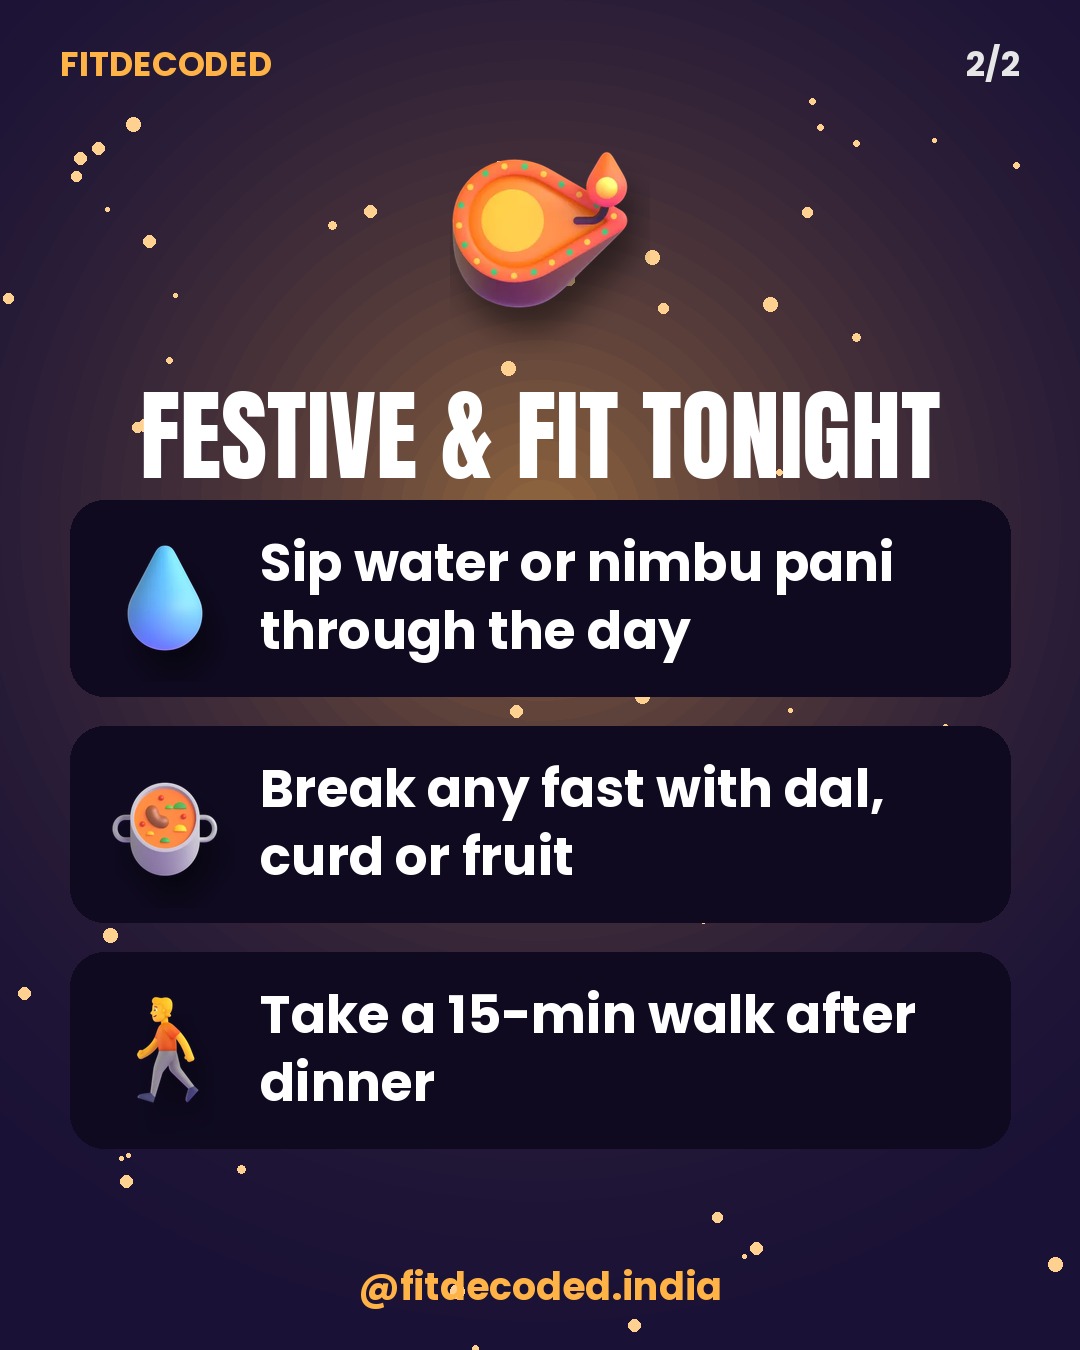 FITDECODED
2/2
FESTIVE & FIT TONIGHT
Sip water or nimbu pani
through the day
Break any fast with dal,
curd or fruit
Take a 15-min walk after
dinner
@fitdecoded.india